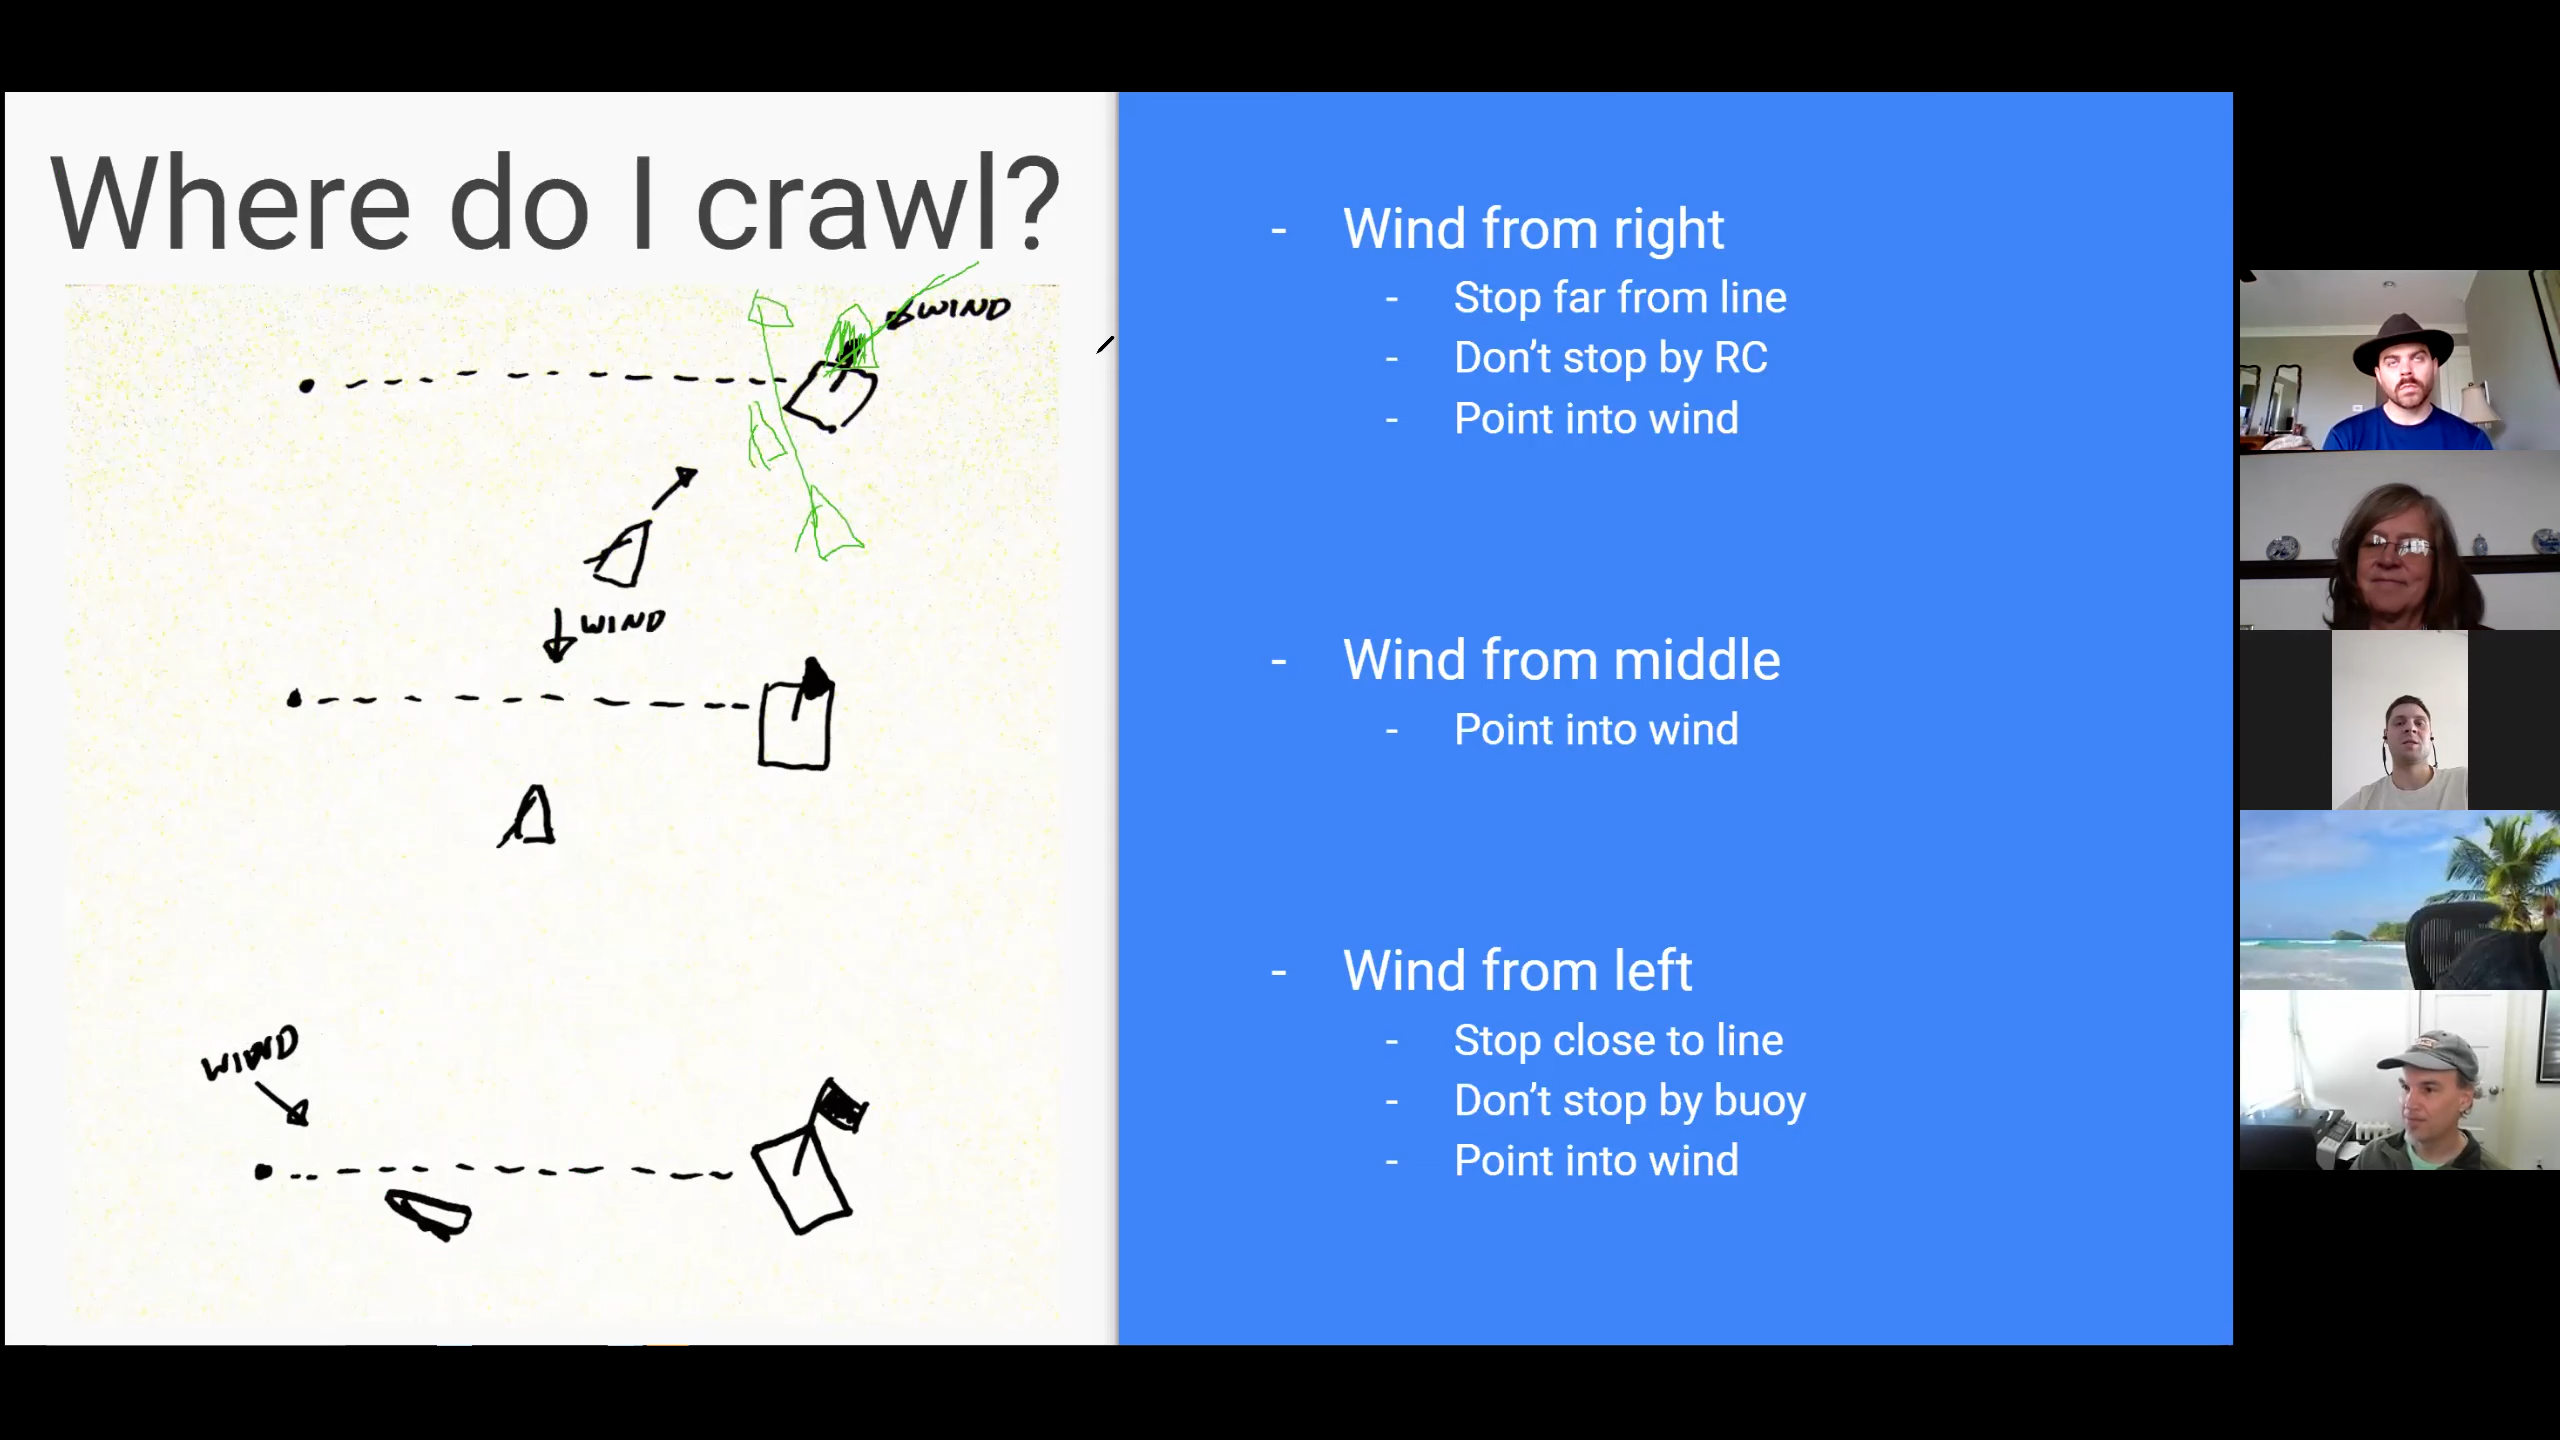 Where do I crawl?
WIND
WIND
WIND
- Wind from right
- Stop far from line
- Don't stop by RC
- Point into wind
- Wind from middle
- Point into wind
- Wind from left
- Stop close to line
- Don't stop by buoy
- Point into wind